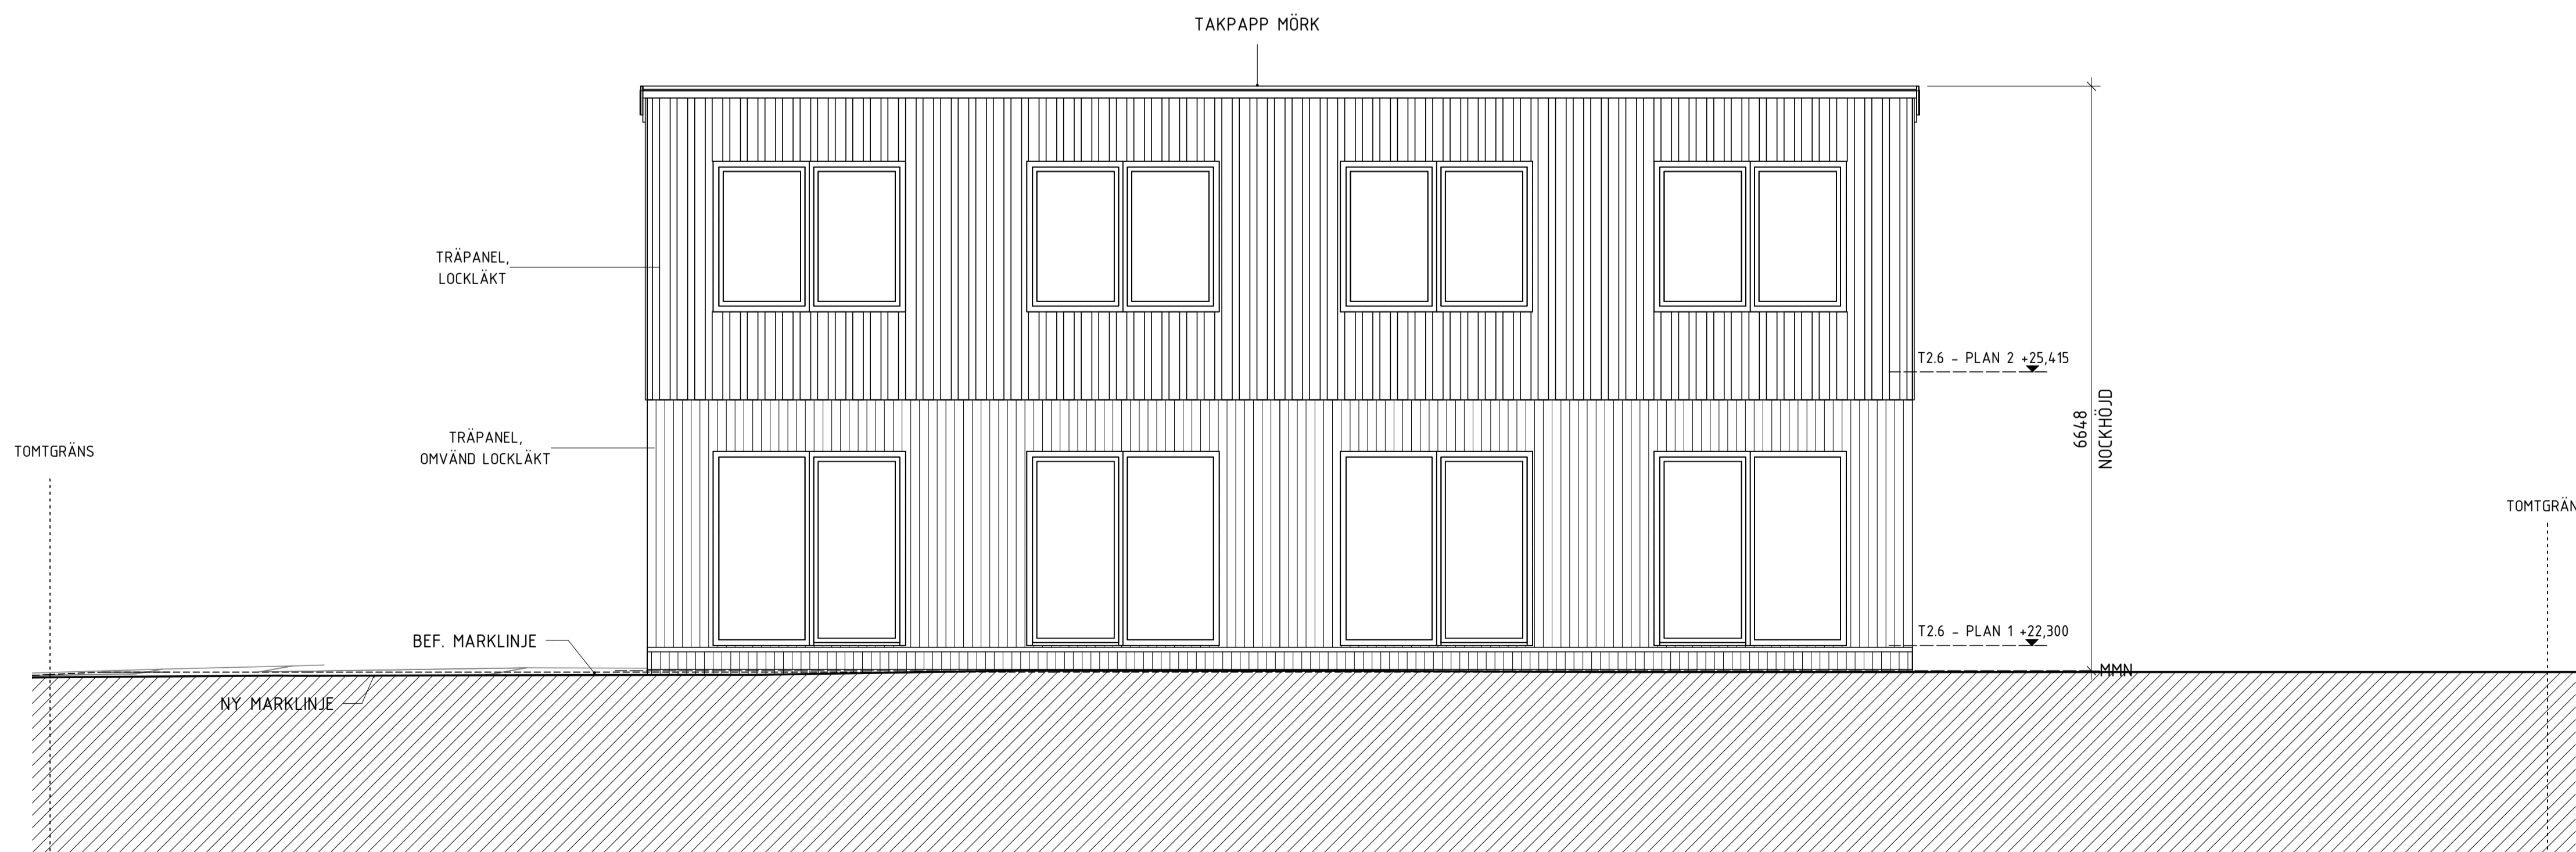 TAKPAPP MÖRK
TRÄPANEL,
LOCKLÄKT
T2.6 - PLAN 2 +25,415
6648
NOCKHÖJD
TRÄPANEL,
OMVÄND LOCKLÄKT
TOMTGRÄNS
TOMTGRÄN
T2.6 - PLAN 1 +22,300
BEF. MARKLINJE
MMN
NY MARKLINJE